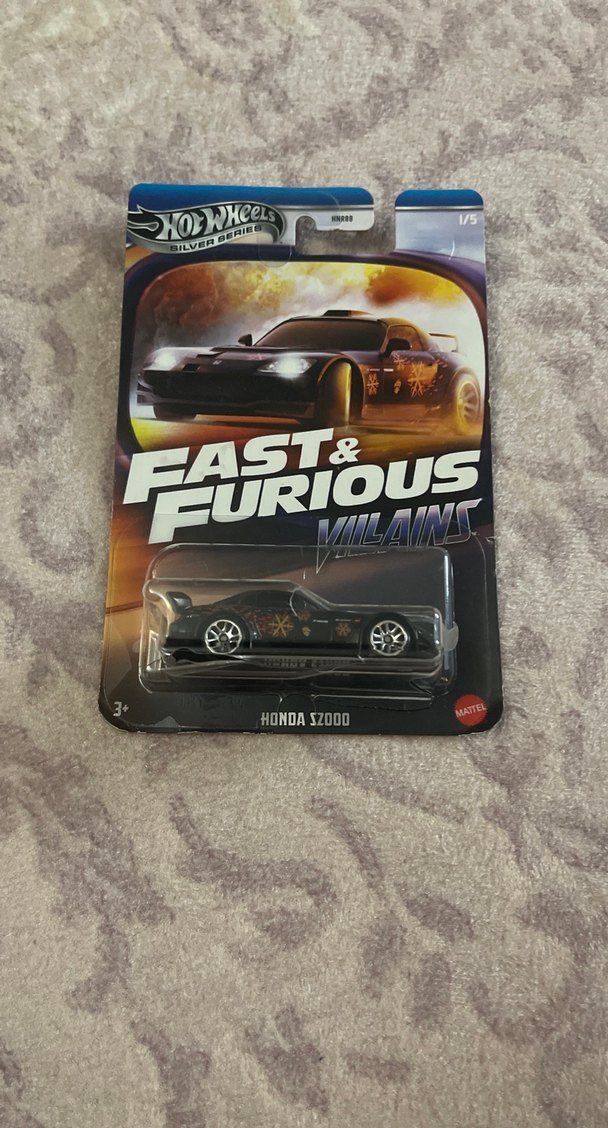 Hot Wheels
SILVER SERIES
HNR88
1/5
FAST &
FURIOUS
VILLAINS
3+
HONDA S2000
MATTEL